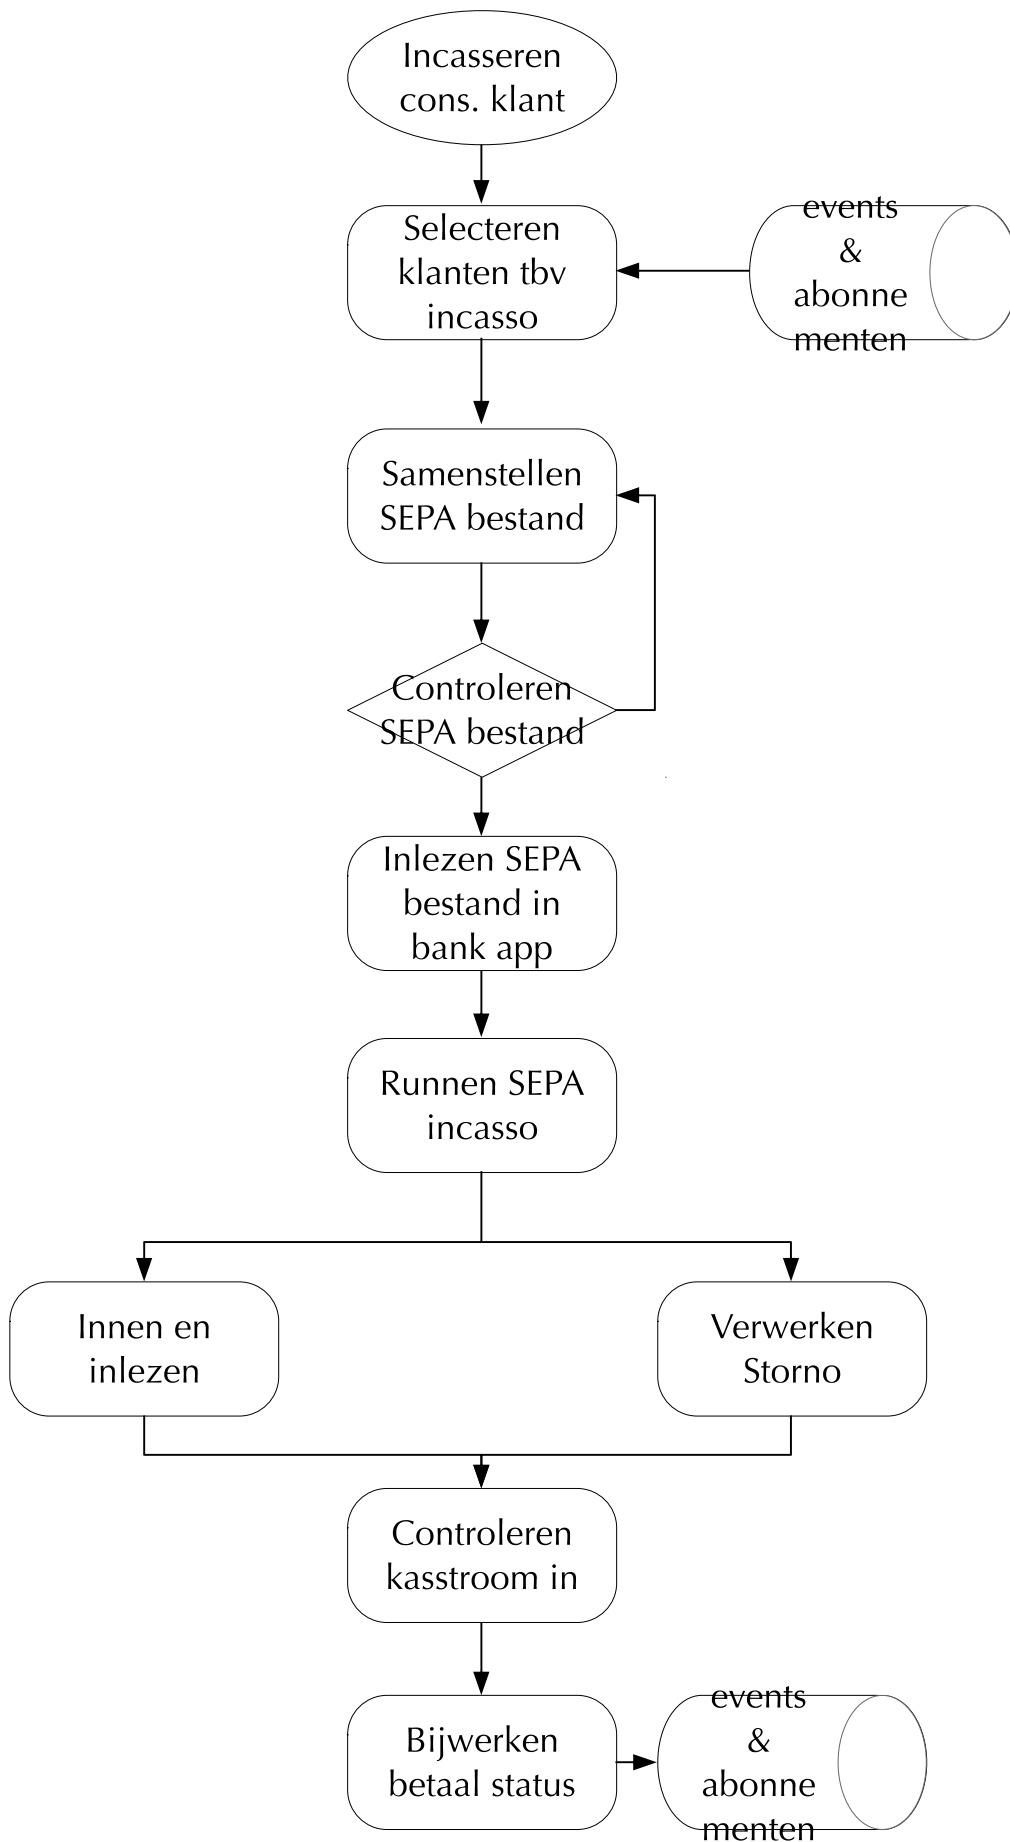 Incasseren
cons. klant
Selecteren
klanten tbv
incasso
events
&
abonne
menten
Samenstellen
SEPA bestand
Controleren
SEPA bestand
Inlezen SEPA
bestand in
bank app
Runnen SEPA
incasso
Innen en
inlezen
Verwerken
Storno
Controleren
kasstroom in
Bijwerken
betaal status
events
&
abonne
menten